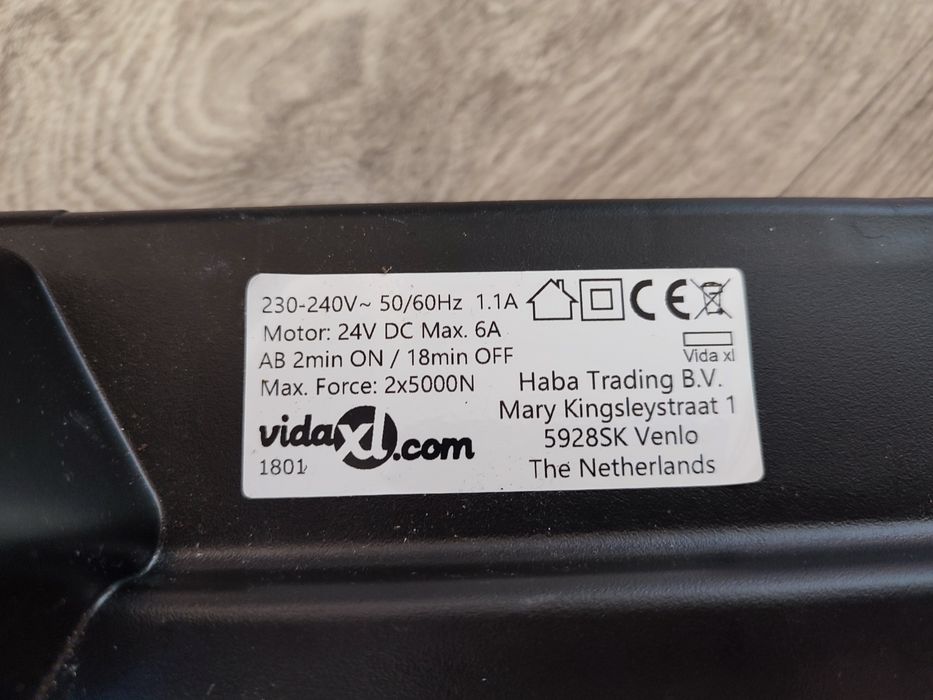 230-240V~ 50/60Hz 1.1A
Motor: 24V DC Max. 6A
AB 2min ON / 18min OFF
Max. Force: 2x5000N
vidaXL.com
1801
CE
Vida xl
Haba Trading B.V.
Mary Kingsleystraat 1
5928SK Venlo
The Netherlands